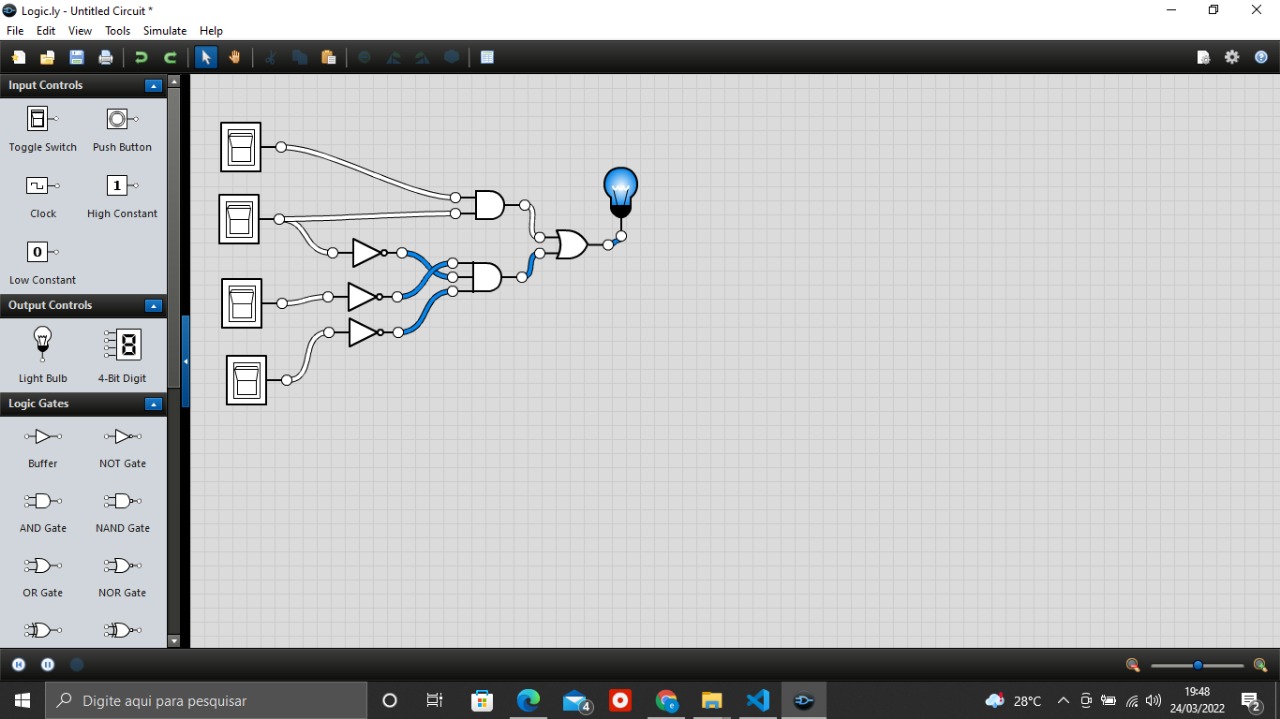 Logic.ly - Untitled Circuit *
File Edit View Tools Simulate Help
Input Controls
Toggle Switch Push Button
1
Clock High Constant
0
Low Constant
Output Controls
8
Light Bulb 4-Bit Digit
Logic Gates
Buffer NOT Gate
AND Gate NAND Gate
OR Gate NOR Gate
Digite aqui para pesquisar
4
28°C
19:48
24/03/2022
2